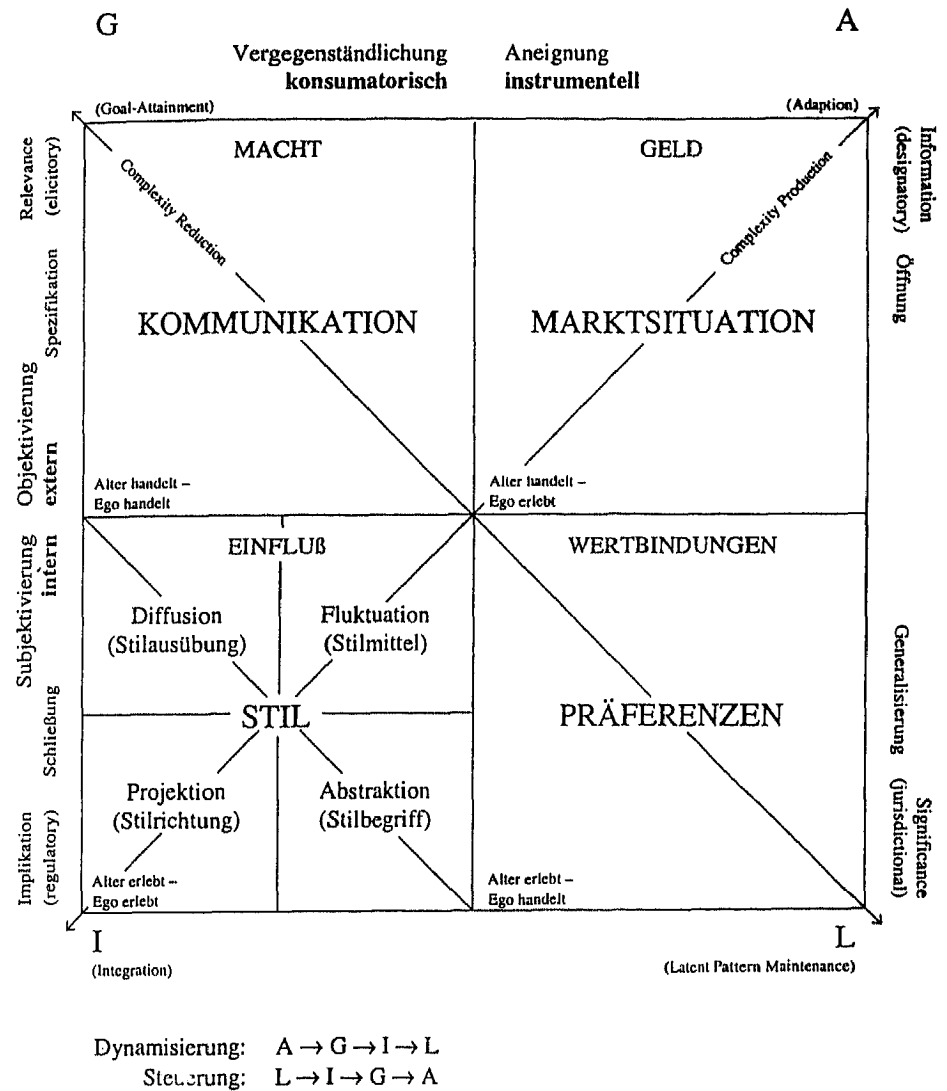 G
A
Vergegenständlichung
konsumatorisch
Aneignung
instrumentell
(Goal-Attainment)
(Adaption)
MACHT
GELD
Complexity Reduction
Complexity Production
Relevance
(elicitory)
Spezifikation
Objektivierung
extern
Information
(designatory)
Öffnung
KOMMUNIKATION
MARKTSITUATION
Alter handelt –
Ego handelt
Alter handelt –
Ego erlebt
Subjektivierung
intern
Schließung
Implikation
(regulatory)
EINFLUß
WERTBINDUNGEN
Diffusion
(Stilausübung)
Fluktuation
(Stilmittel)
STIL
PRÄFERENZEN
Projektion
(Stilrichtung)
Abstraktion
(Stilbegriff)
Generalisierung
Significance
(jurisdictional)
Alter erlebt –
Ego erlebt
Alter erlebt –
Ego handelt
I
(Integration)
L
(Latent Pattern Maintenance)
Dynamisierung: A → G → I → L
Steuerung: L → I → G → A